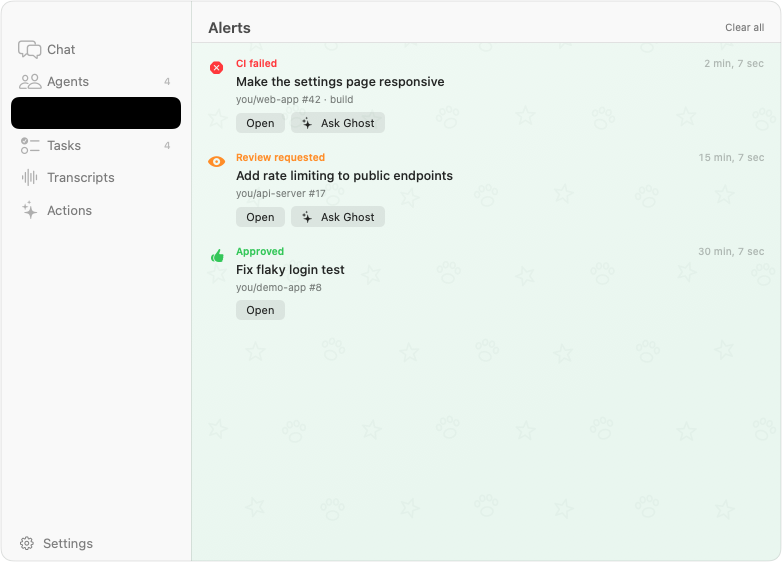 Chat
Agents 4
Tasks 4
Transcripts
Actions
Settings
Alerts
Clear all
CI failed
2 min, 7 sec
Make the settings page responsive
you/web-app #42 · build
Open
Ask Ghost
Review requested
15 min, 7 sec
Add rate limiting to public endpoints
you/api-server #17
Open
Ask Ghost
Approved
30 min, 7 sec
Fix flaky login test
you/demo-app #8
Open